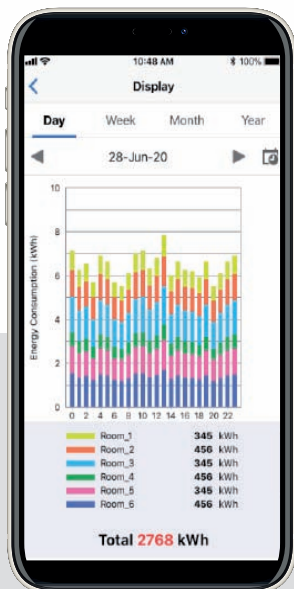 10:48 AM
100%
Display
Day Week Month Year
28-Jun-20
Energy Consumption (kWh)
10
8
6
4
2
0
0 2 4 6 8 10 12 14 16 18 20 22
Room_1 345 kWh
Room_2 456 kWh
Room_3 345 kWh
Room_4 456 kWh
Room_5 345 kWh
Room_6 456 kWh
Total 2768 kWh